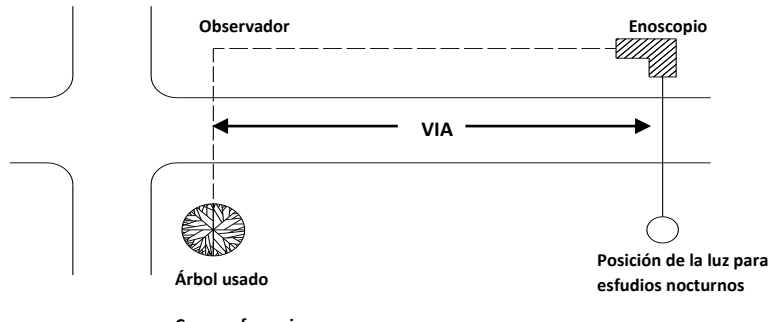 Observador
Enoscopio
VIA
Árbol usado
Posición de la luz para
esfudios nocturnos